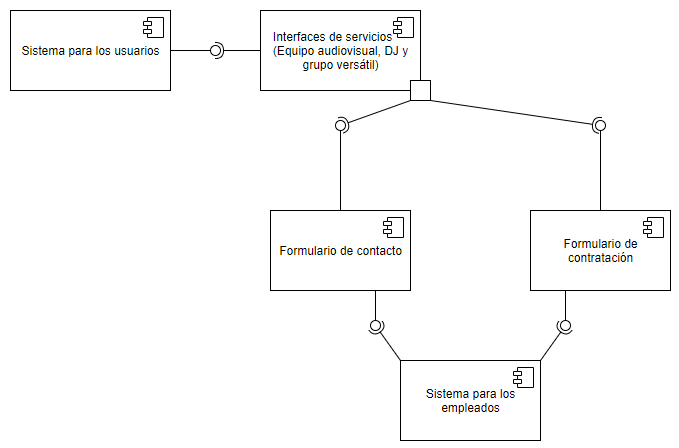 Sistema para los usuarios
Interfaces de servicios
(Equipo audiovisual, DJ y
grupo versátil)
Formulario de contacto
Formulario de
contratación
Sistema para los
empleados